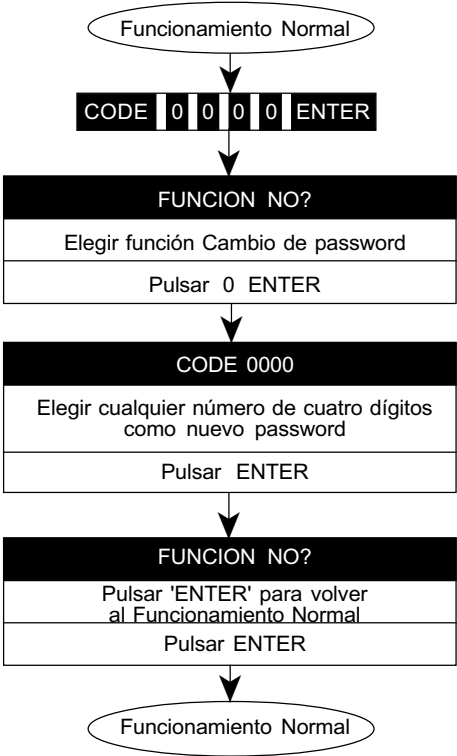 Funcionamiento Normal
CODE 0 0 0 0 ENTER
FUNCION NO?
Elegir función Cambio de password
Pulsar 0 ENTER
CODE 0000
Elegir cualquier número de cuatro dígitos
como nuevo password
Pulsar ENTER
FUNCION NO?
Pulsar 'ENTER' para volver
al Funcionamiento Normal
Pulsar ENTER
Funcionamiento Normal